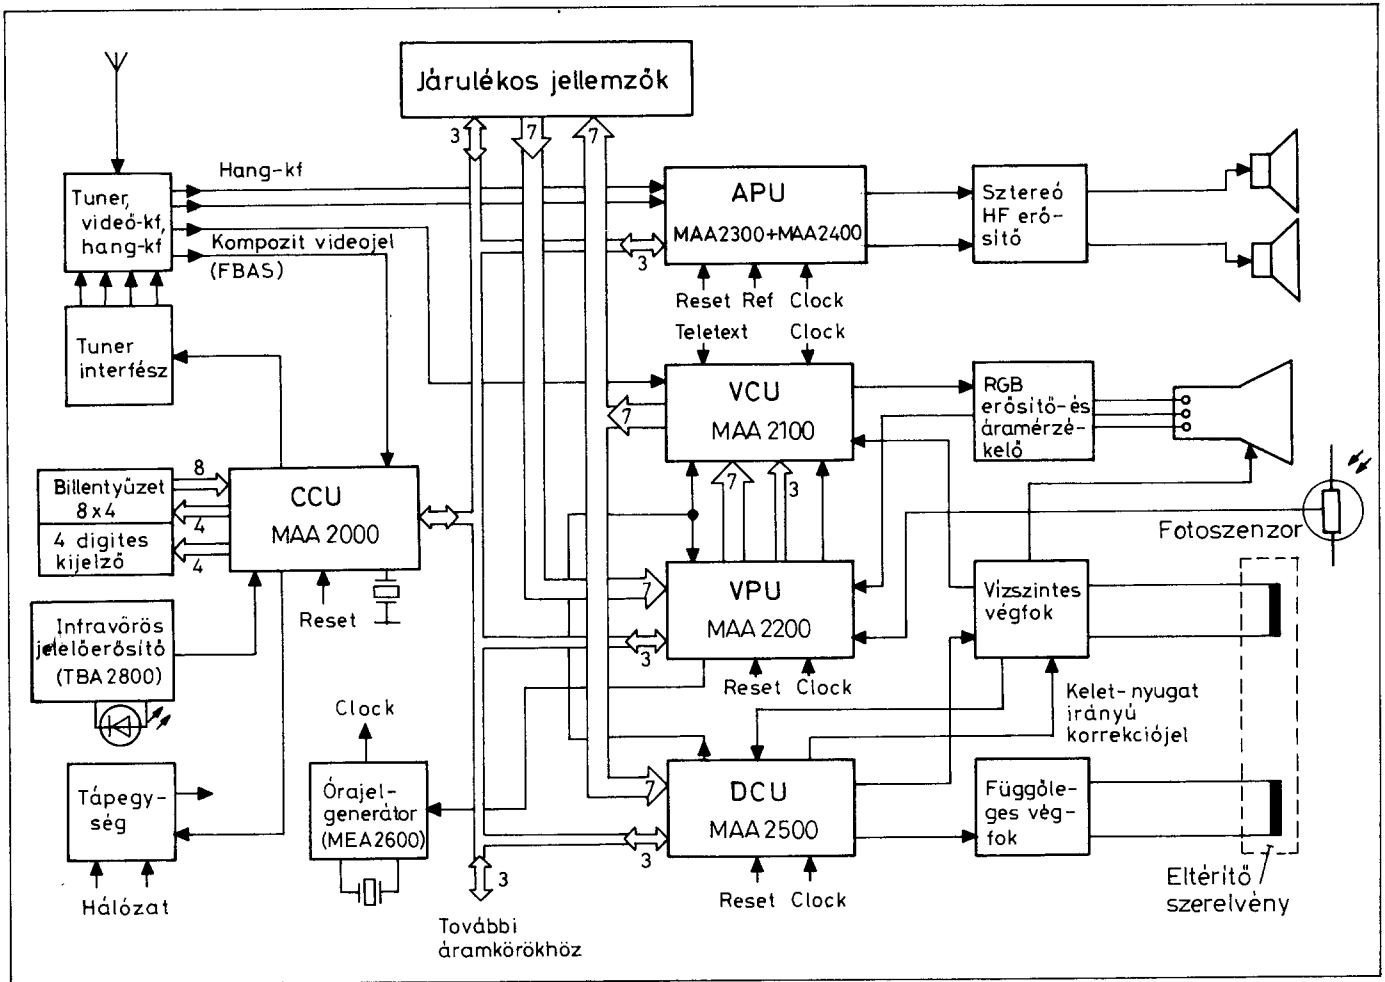 Járulékos jellemzők
3
7
7
Hang-kf
Tuner,
videő-kf,
hang-kf
Kompozit videojel
(FBAS)
APU
MAA2300+MAA2400
3
Reset Ref Clock
Sztereó
HF erő-
sítő
Tuner
interfész
Teletext
Clock
VCU
MAA 2100
7
RGB
erősítő-és
áramérzé-
kelő
Billentyűzet
8x4
4 digites
kijelző
8
4
4
CCU
MAA 2000
Reset
7
3
Fotoszenzor
Infravörös
jelelőerősítő
(TBA 2800)
VPU
MAA 2200
7
3
Reset Clock
Vízszintes
végfok
Kelet-nyugat
irányú
korrekciójel
Clock
Tápegy-
ség
Hálózat
Órajel-
generátor
(MEA2600)
DCU
MAA 2500
7
3
Reset Clock
Függőle-
ges vég-
fok
Eltérítő
szerelvény
3
További
áramkörökhöz